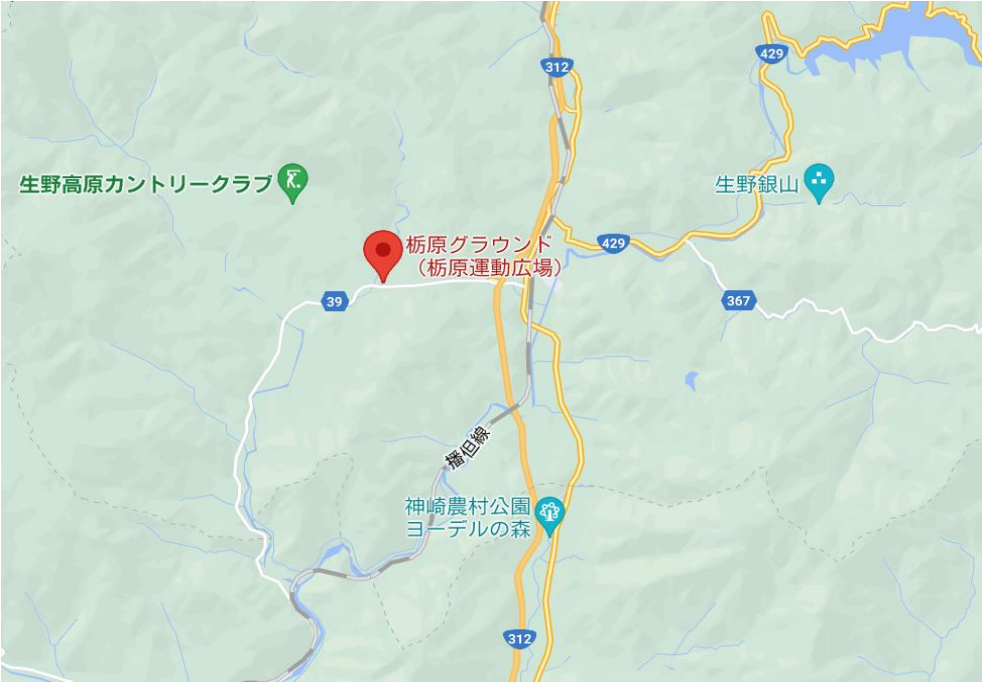 429
312
生野高原カントリークラブ
生野銀山
栃原グラウンド
（栃原運動広場）
429
39
367
播但線
神崎農村公園
ヨーデルの森
312